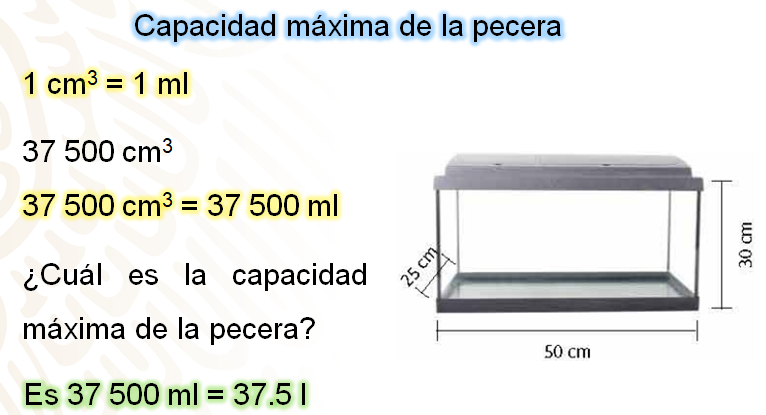 Capacidad máxima de la pecera
1 cm³ = 1 ml
37 500 cm³
37 500 cm³ = 37 500 ml
¿Cuál es la capacidad
máxima de la pecera?
Es 37 500 ml = 37.5 l
25 cm
30 cm
50 cm